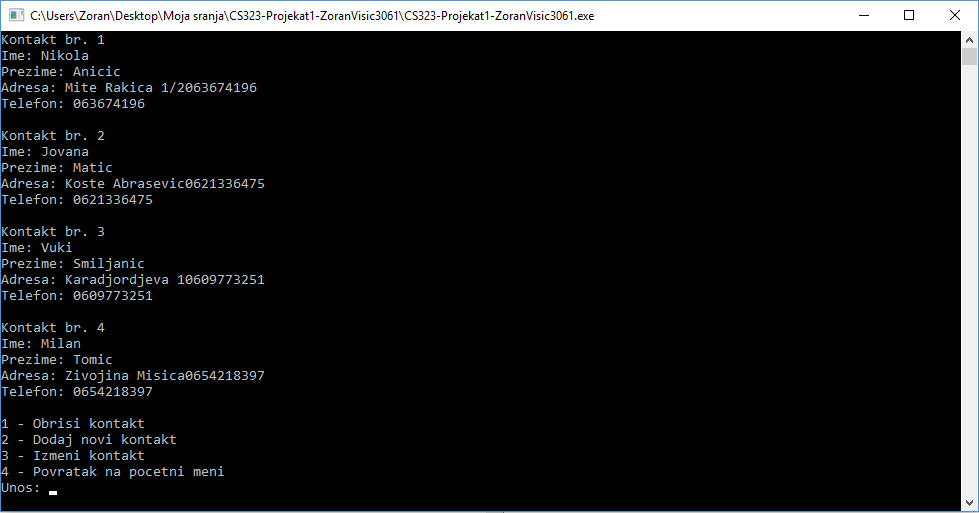 C:\Users\Zoran\Desktop\Moja sranja\CS323-Projekat1-ZoranVisic3061\CS323-Projekat1-ZoranVisic3061.exe
Kontakt br. 1
Ime: Nikola
Prezime: Anicic
Adresa: Mite Rakica 1/2063674196
Telefon: 063674196
Kontakt br. 2
Ime: Jovana
Prezime: Matic
Adresa: Koste Abrasevic0621336475
Telefon: 0621336475
Kontakt br. 3
Ime: Vuki
Prezime: Smiljanic
Adresa: Karadjordjeva 10609773251
Telefon: 0609773251
Kontakt br. 4
Ime: Milan
Prezime: Tomic
Adresa: Zivojina Misica0654218397
Telefon: 0654218397
1 - Obrisi kontakt
2 - Dodaj novi kontakt
3 - Izmeni kontakt
4 - Povratak na pocetni meni
Unos: